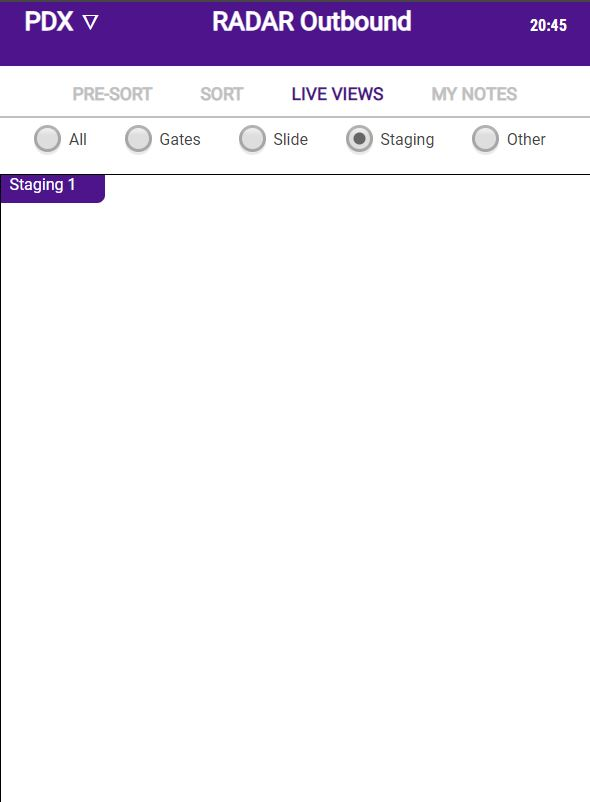 PDX RADAR Outbound 20:45
PRE-SORT SORT LIVE VIEWS MY NOTES
All Gates Slide Staging Other
Staging 1